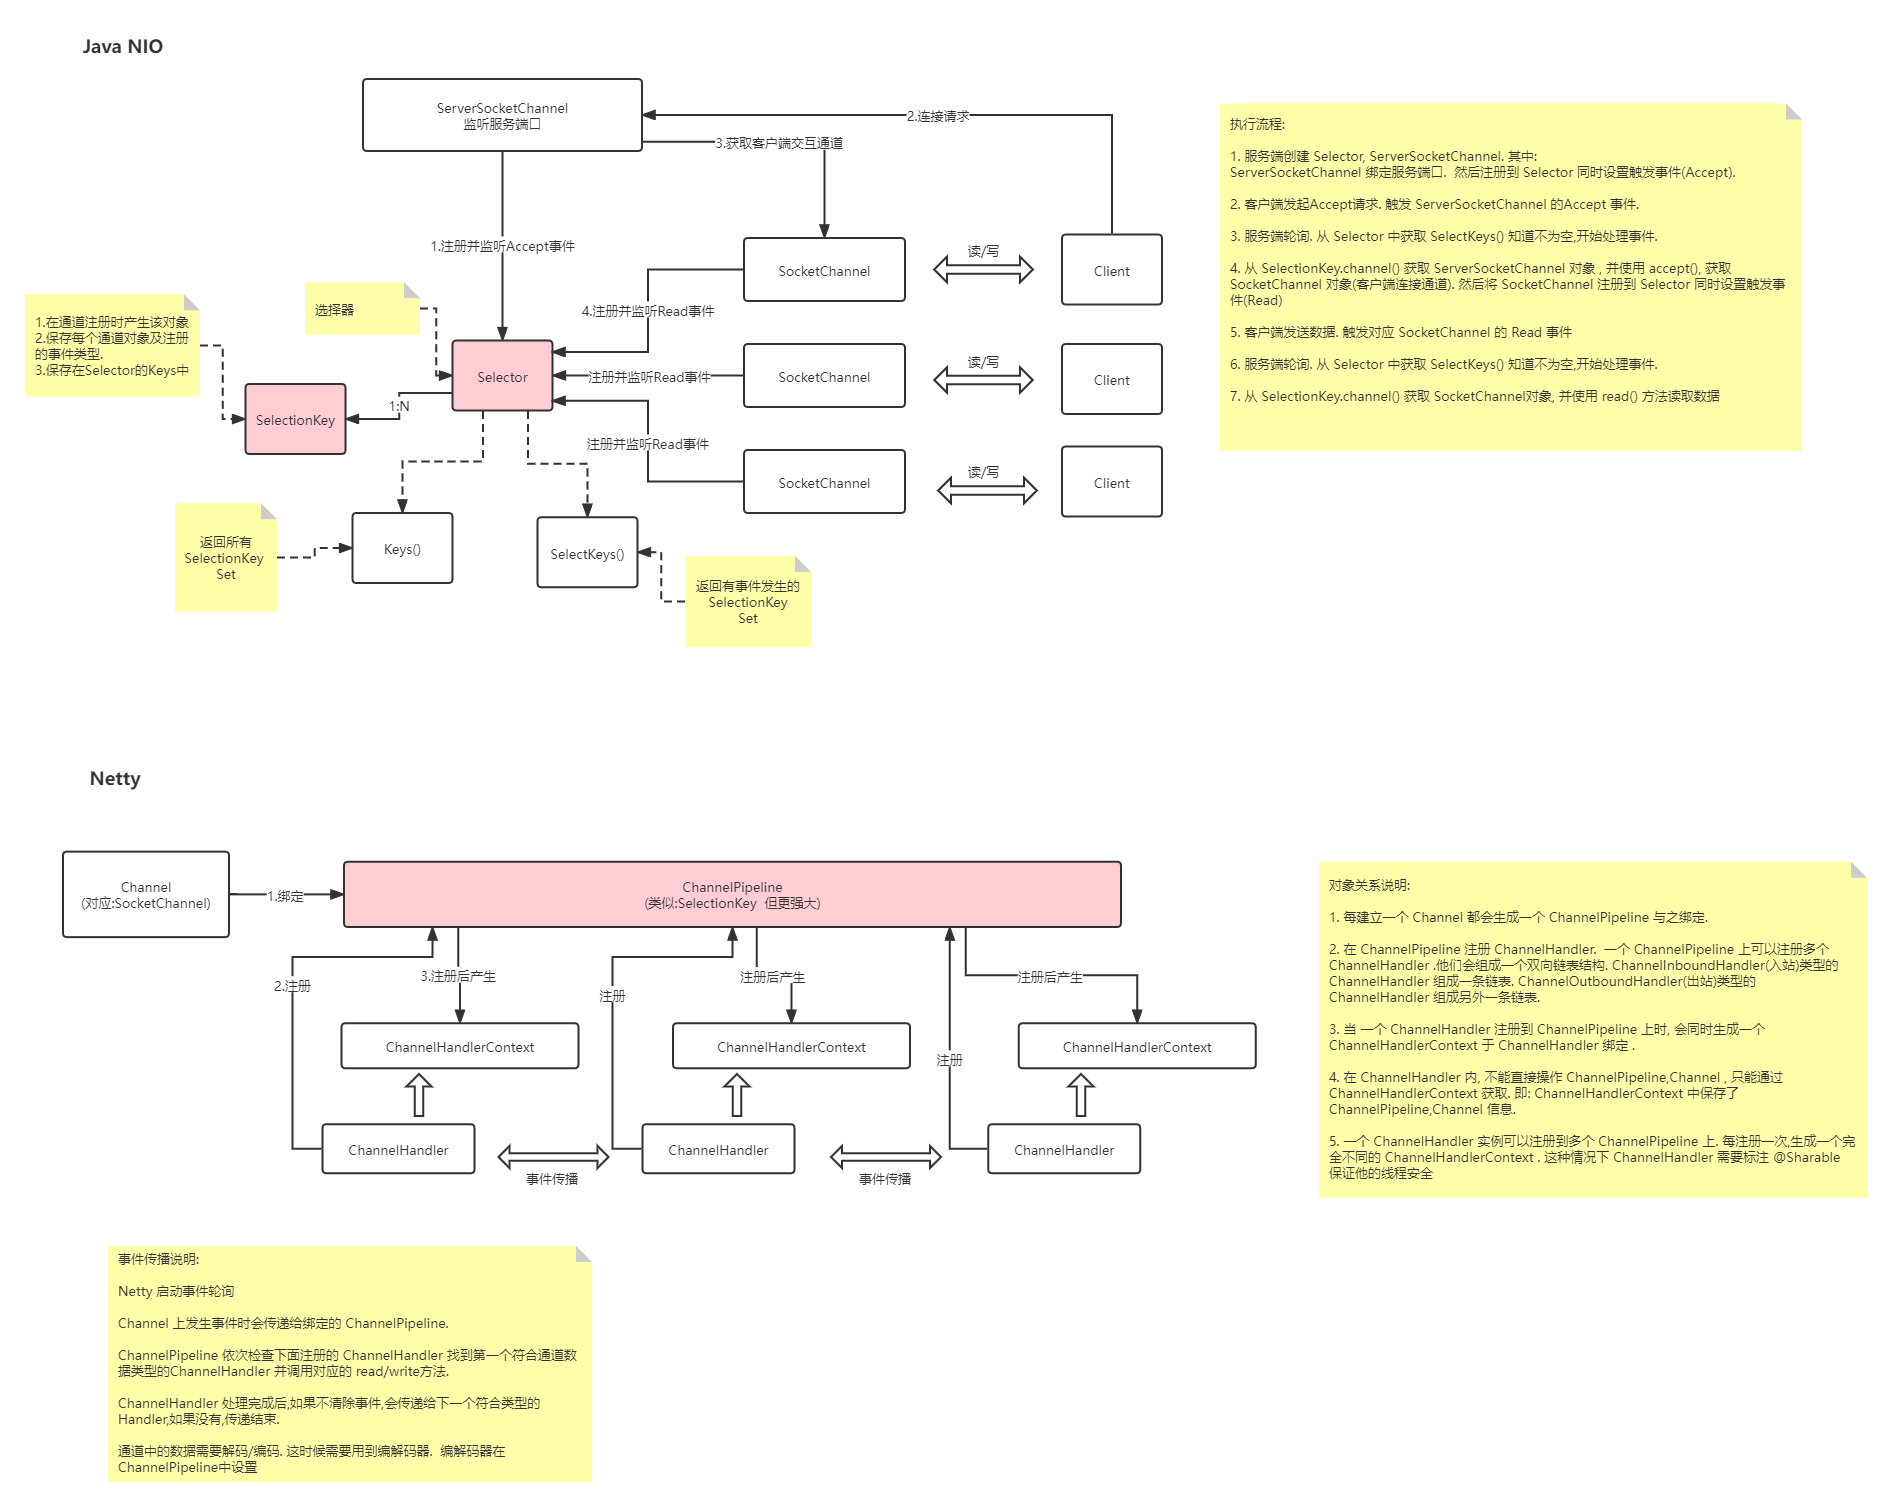 Java NIO
ServerSocketChannel
监听服务端口
2.连接请求
3.获取客户端交互通道
1.注册并监听Accept事件
选择器
1.在通道注册时产生该对象
2.保存每个通道对象及注册
的事件类型.
3.保存在Selector的Keys中
SelectionKey
1:N
Selector
4.注册并监听Read事件
注册并监听Read事件
注册并监听Read事件
SocketChannel
读/写
Client
SocketChannel
读/写
Client
SocketChannel
读/写
Client
返回所有
SelectionKey
Set
Keys()
SelectKeys()
返回有事件发生的
SelectionKey
Set
执行流程:
1. 服务端创建 Selector, ServerSocketChannel. 其中:
ServerSocketChannel 绑定服务端口.  然后注册到 Selector 同时设置触发事件(Accept).
2. 客户端发起Accept请求. 触发 ServerSocketChannel 的Accept 事件.
3. 服务端轮询. 从 Selector 中获取 SelectKeys() 知道不为空,开始处理事件.
4. 从 SelectionKey.channel() 获取 ServerSocketChannel 对象 , 并使用 accept(), 获取
SocketChannel 对象(客户端连接通道). 然后将 SocketChannel 注册到 Selector 同时设置触发事
件(Read)
5. 客户端发送数据. 触发对应 SocketChannel 的 Read 事件
6. 服务端轮询. 从 Selector 中获取 SelectKeys() 知道不为空,开始处理事件.
7. 从 SelectionKey.channel() 获取 SocketChannel对象, 并使用 read() 方法读取数据
Netty
Channel
(对应:SocketChannel)
1.绑定
ChannelPipeline
(类似:SelectionKey  但更强大)
2.注册
3.注册后产生
注册
注册后产生
注册
注册后产生
ChannelHandlerContext
ChannelHandlerContext
ChannelHandlerContext
ChannelHandler
事件传播
ChannelHandler
事件传播
ChannelHandler
对象关系说明:
1. 每建立一个 Channel 都会生成一个 ChannelPipeline 与之绑定.
2. 在 ChannelPipeline 注册 ChannelHandler.  一个 ChannelPipeline 上可以注册多个
ChannelHandler .他们会组成一个双向链表结构. ChannelInboundHandler(入站)类型的
ChannelHandler 组成一条链表. ChannelOutboundHandler(出站)类型的
ChannelHandler 组成另外一条链表.
3. 当 一个 ChannelHandler 注册到 ChannelPipeline 上时, 会同时生成一个
ChannelHandlerContext 于 ChannelHandler 绑定 .
4. 在 ChannelHandler 内, 不能直接操作 ChannelPipeline,Channel , 只能通过
ChannelHandlerContext 获取. 即: ChannelHandlerContext 中保存了
ChannelPipeline,Channel 信息.
5. 一个 ChannelHandler 实例可以注册到多个 ChannelPipeline 上. 每注册一次,生成一个完
全不同的 ChannelHandlerContext . 这种情况下 ChannelHandler 需要标注 @Sharable
保证他的线程安全
事件传播说明:
Netty 启动事件轮询
Channel 上发生事件时会传递给绑定的 ChannelPipeline.
ChannelPipeline 依次检查下面注册的 ChannelHandler 找到第一个符合通道数
据类型的ChannelHandler 并调用对应的 read/write方法.
ChannelHandler 处理完成后,如果不清除事件,会传递给下一个符合类型的
Handler,如果没有,传递结束.
通道中的数据需要解码/编码. 这时候需要用到编解码器.  编解码器在
ChannelPipeline中设置